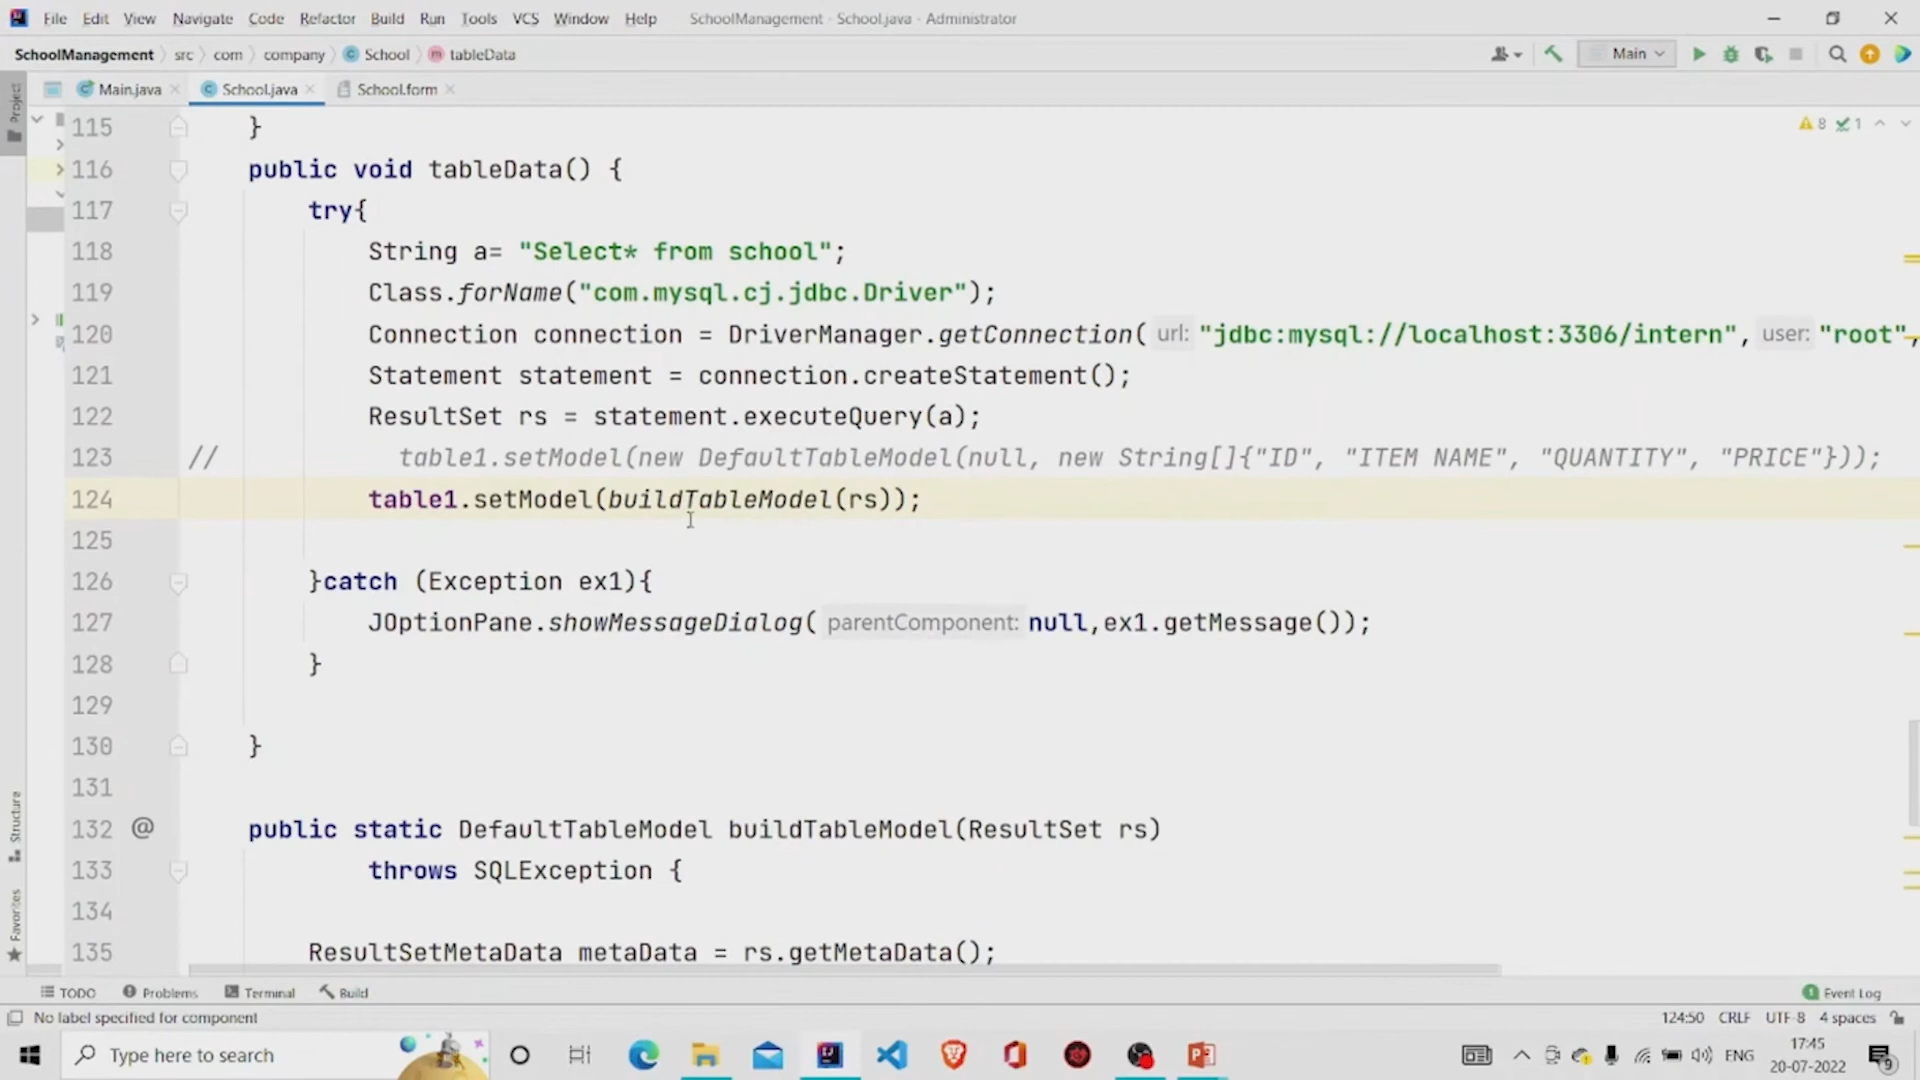 File Edit View Navigate Code Refactor Build Run Tools VCS Window Help SchoolManagement - School.java - Administrator
SchoolManagement src com company School tableData Main
Main.java School.java School.form
Project
8 1
115 }
116 public void tableData() {
117 try{
118 String a= "Select* from school";
119 Class.forName("com.mysql.cj.jdbc.Driver");
120 Connection connection = DriverManager.getConnection( url: "jdbc:mysql://localhost:3306/intern", user: "root",
121 Statement statement = connection.createStatement();
122 ResultSet rs = statement.executeQuery(a);
123 // table1.setModel(new DefaultTableModel(null, new String[]{"ID", "ITEM NAME", "QUANTITY", "PRICE"}));
124 table1.setModel(buildTableModel(rs));
125
126 }catch (Exception ex1){
127 JOptionPane.showMessageDialog( parentComponent: null,ex1.getMessage());
128 }
129
130 }
131
132 @ public static DefaultTableModel buildTableModel(ResultSet rs)
133 throws SQLException {
134
135 ResultSetMetaData metaData = rs.getMetaData();
Structure
Favorites
TODO Problems Terminal Build 1 Event Log
No label specified for component 124:50 CRLF UTF-8 4 spaces
Type here to search ENG 17:45
20-07-2022 9